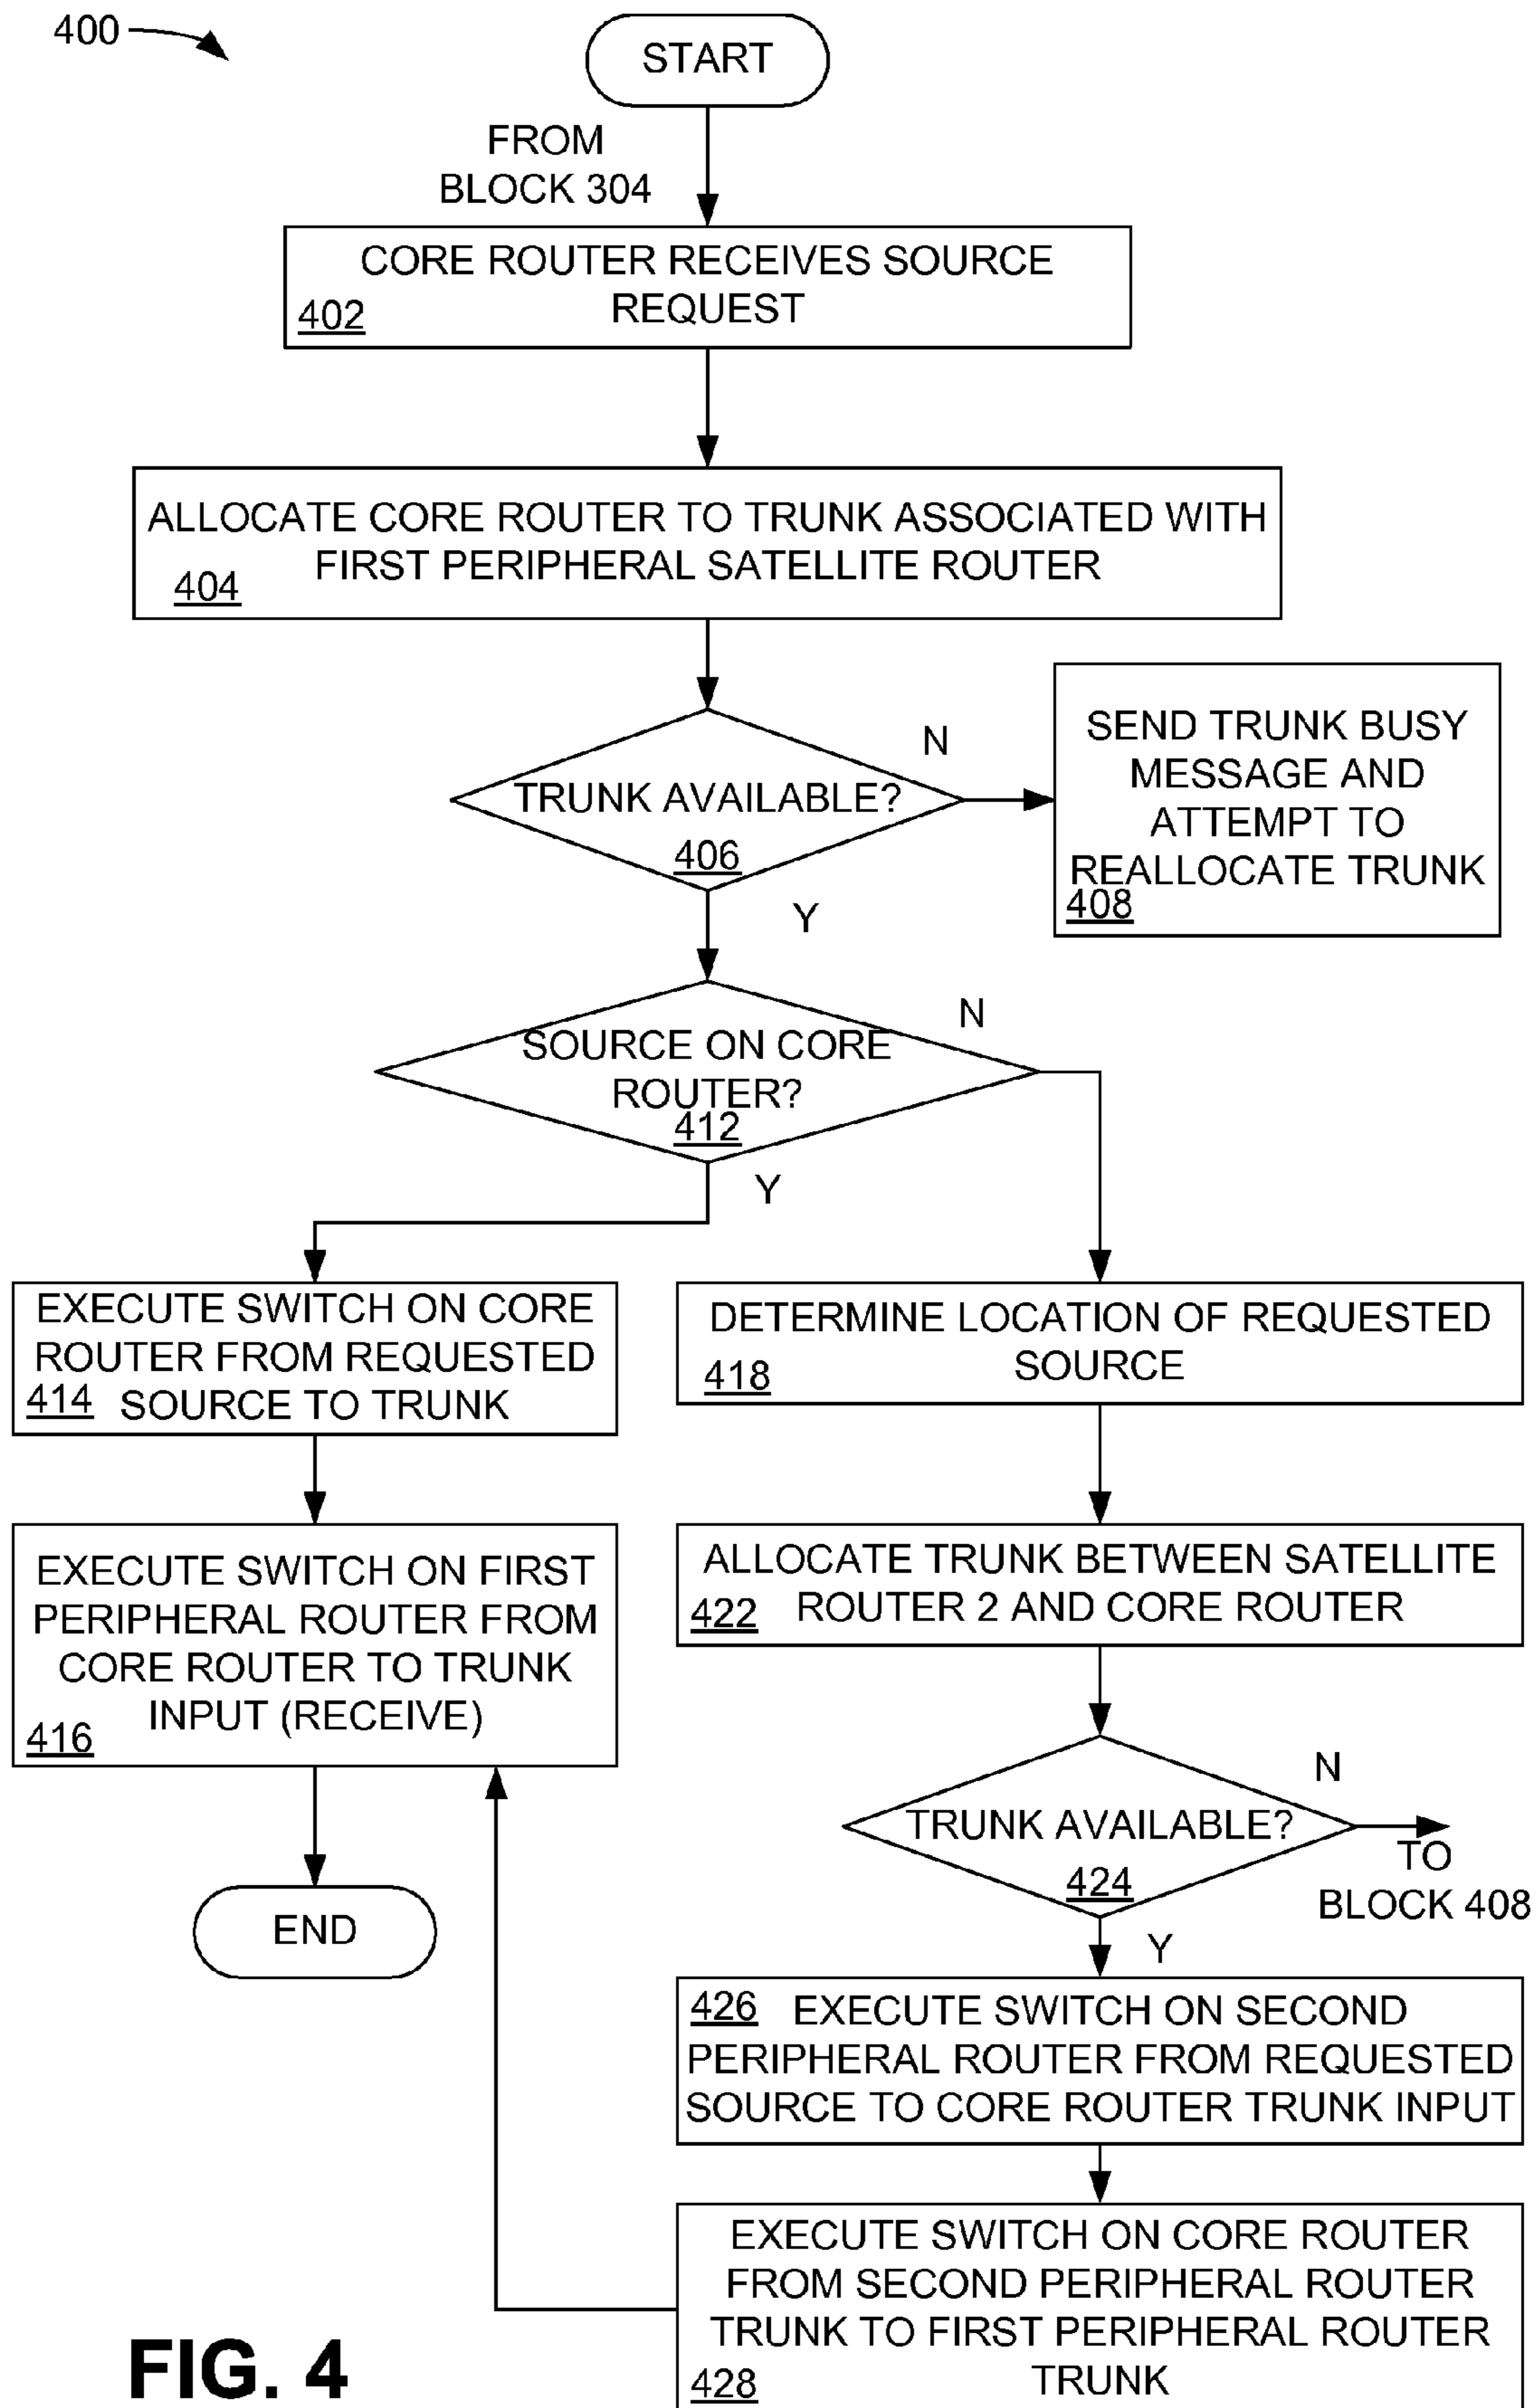 400
START
FROM
BLOCK 304
CORE ROUTER RECEIVES SOURCE
REQUEST
402
ALLOCATE CORE ROUTER TO TRUNK ASSOCIATED WITH
FIRST PERIPHERAL SATELLITE ROUTER
404
TRUNK AVAILABLE?
406
N
Y
SEND TRUNK BUSY
MESSAGE AND
ATTEMPT TO
REALLOCATE TRUNK
408
SOURCE ON CORE
ROUTER?
412
N
Y
EXECUTE SWITCH ON CORE
ROUTER FROM REQUESTED
414 SOURCE TO TRUNK
EXECUTE SWITCH ON FIRST
PERIPHERAL ROUTER FROM
CORE ROUTER TO TRUNK
INPUT (RECEIVE)
416
END
DETERMINE LOCATION OF REQUESTED
SOURCE
418
ALLOCATE TRUNK BETWEEN SATELLITE
422 ROUTER 2 AND CORE ROUTER
TRUNK AVAILABLE?
424
N
TO
BLOCK 408
Y
426 EXECUTE SWITCH ON SECOND
PERIPHERAL ROUTER FROM REQUESTED
SOURCE TO CORE ROUTER TRUNK INPUT
EXECUTE SWITCH ON CORE ROUTER
FROM SECOND PERIPHERAL ROUTER
TRUNK TO FIRST PERIPHERAL ROUTER
428 TRUNK
FIG. 4